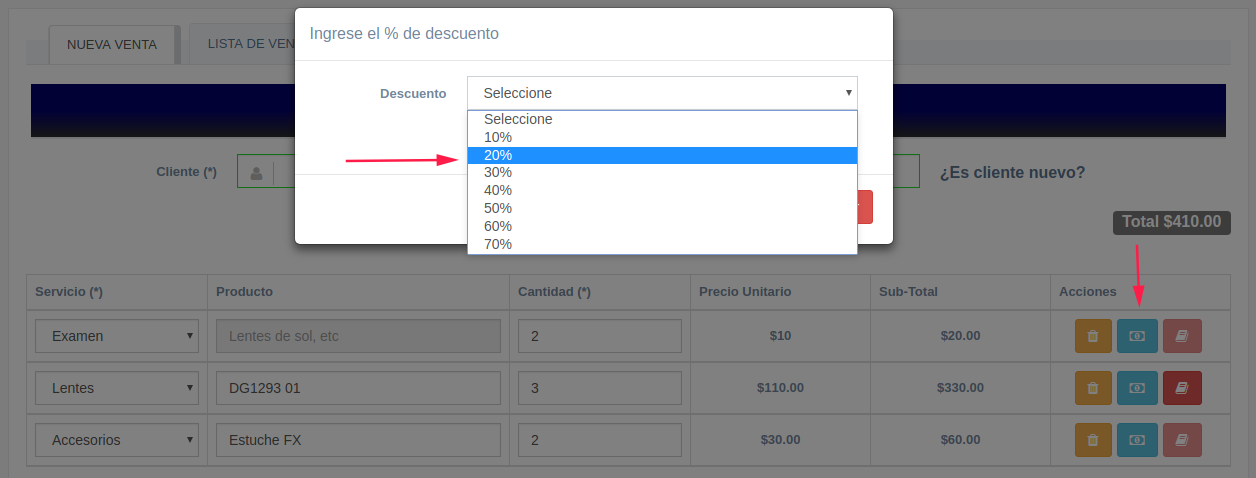 Ingrese el % de descuento
NUEVA VENTA
LISTA DE VEN
Descuento
Seleccione
Seleccione
10%
20%
30%
40%
50%
60%
70%
Cliente (*)
¿Es cliente nuevo?
Total $410.00
Servicio (*) Producto Cantidad (*) Precio Unitario Sub-Total Acciones
Examen Lentes de sol, etc 2 $10 $20.00
Lentes DG1293 01 3 $110.00 $330.00
Accesorios Estuche FX 2 $30.00 $60.00